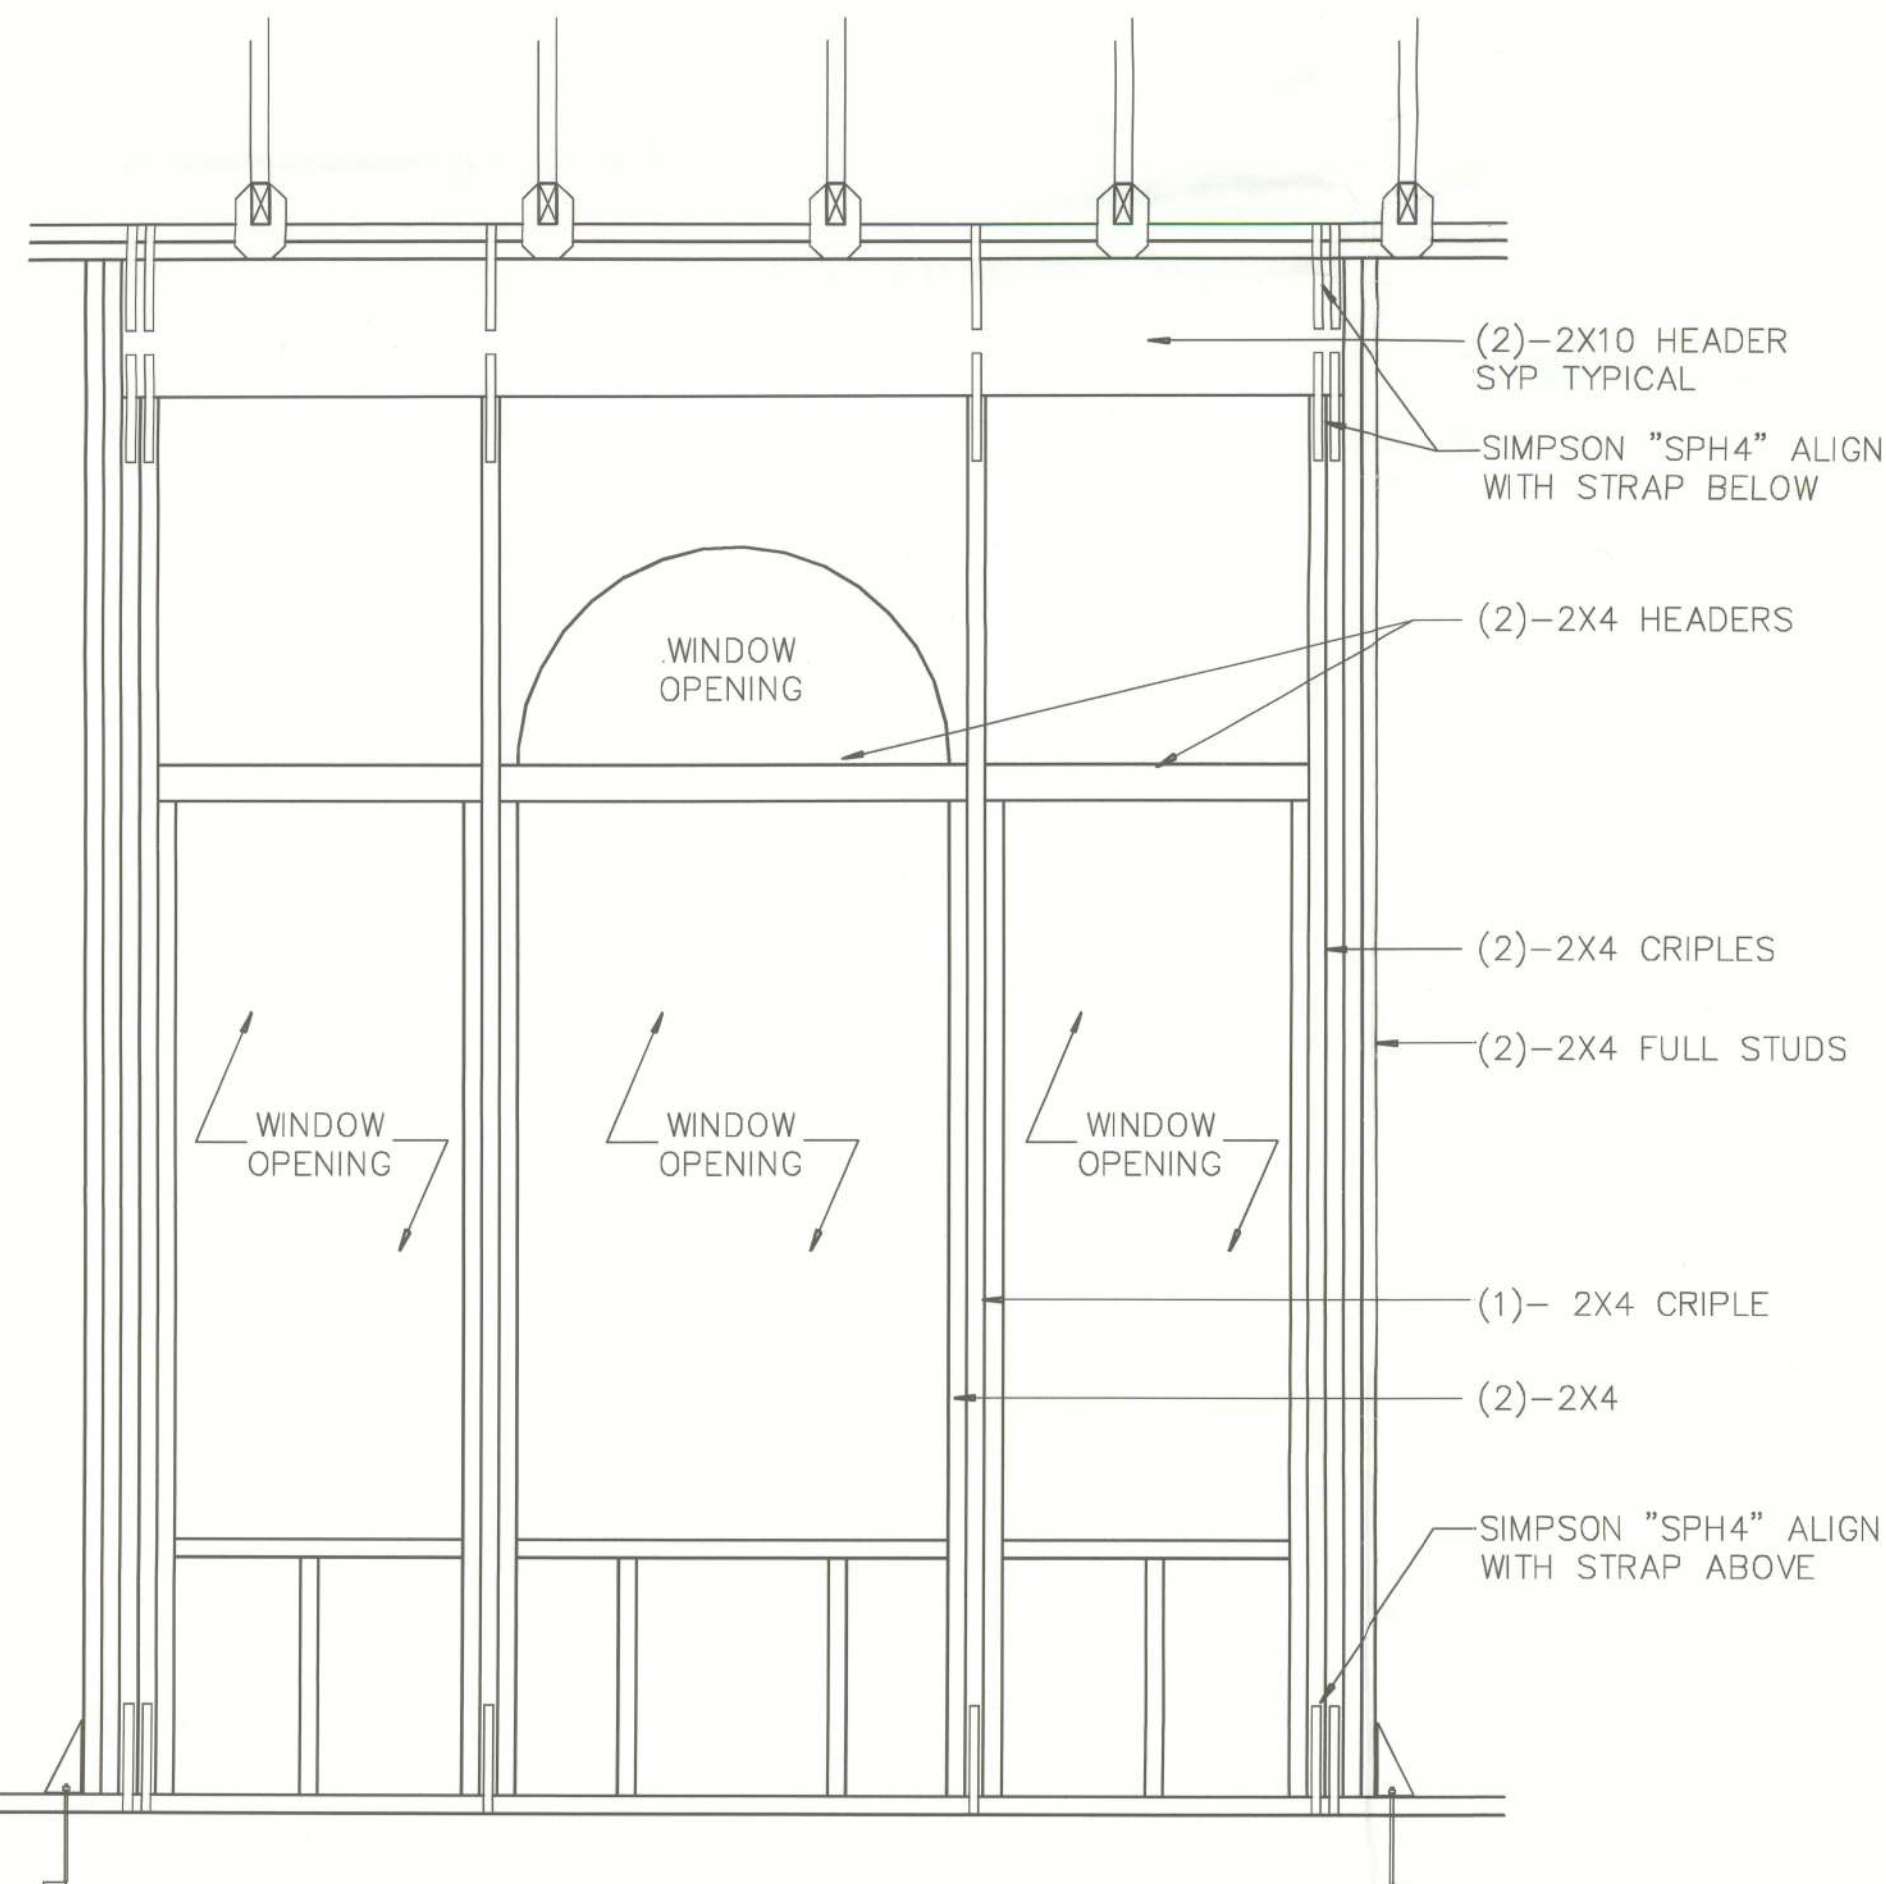 (2)-2X10 HEADER
SYP TYPICAL
SIMPSON "SPH4" ALIGN
WITH STRAP BELOW
(2)-2X4 HEADERS
WINDOW
OPENING
(2)-2X4 CRIPLES
(2)-2X4 FULL STUDS
WINDOW
OPENING
WINDOW
OPENING
WINDOW
OPENING
(1)- 2X4 CRIPLE
(2)-2X4
SIMPSON "SPH4" ALIGN
WITH STRAP ABOVE